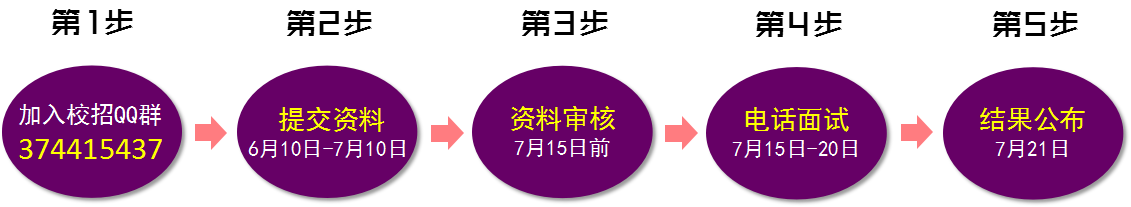 第1步
加入校招QQ群
374415437
第2步
提交资料
6月10日-7月10日
第3步
资料审核
7月15日前
第4步
电话面试
7月15日-20日
第5步
结果公布
7月21日